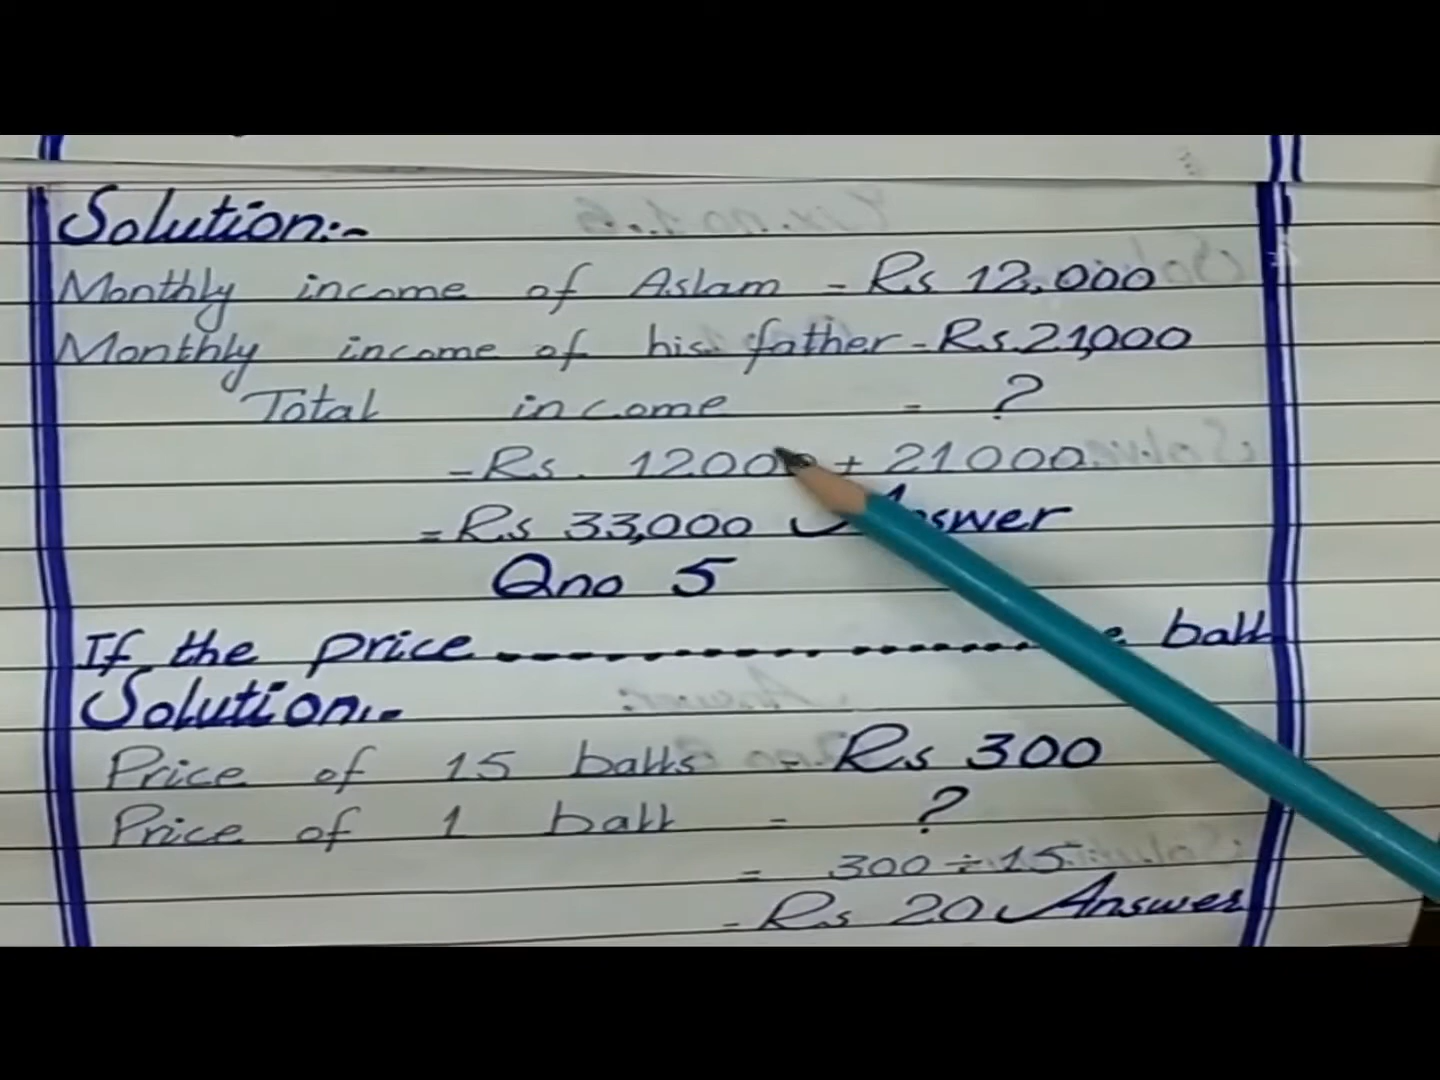 Solution:-
Monthly income of Aslam = Rs 12,000
Monthly income of his father = Rs.21,000
Total income = ?
= Rs. 12000 + 21000
= Rs 33,000 Answer
Qno 5
If the price .................... ball
Solution:-
Price of 15 balls = Rs 300
Price of 1 ball = ?
= 300 ÷ 15
= Rs 20 Answer